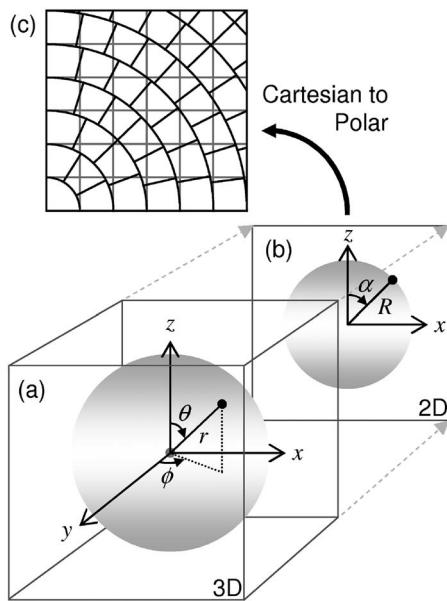 (c)
Cartesian to
Polar
(b)
z
α
R
x
2D
(a)
z
θ
r
x
ϕ
y
3D